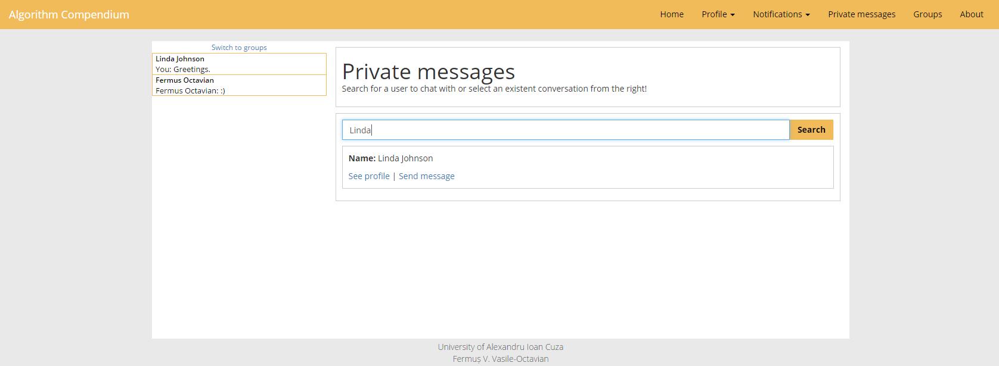 Algorithm Compendium
Home Profile Notifications Private messages Groups About
Switch to groups
Linda Johnson
You: Greetings.
Fermus Octavian
Fermus Octavian: :)
Private messages
Search for a user to chat with or select an existent conversation from the right!
Linda Search
Name: Linda Johnson
See profile | Send message
University of Alexandru Ioan Cuza
Fermuș V. Vasile-Octavian